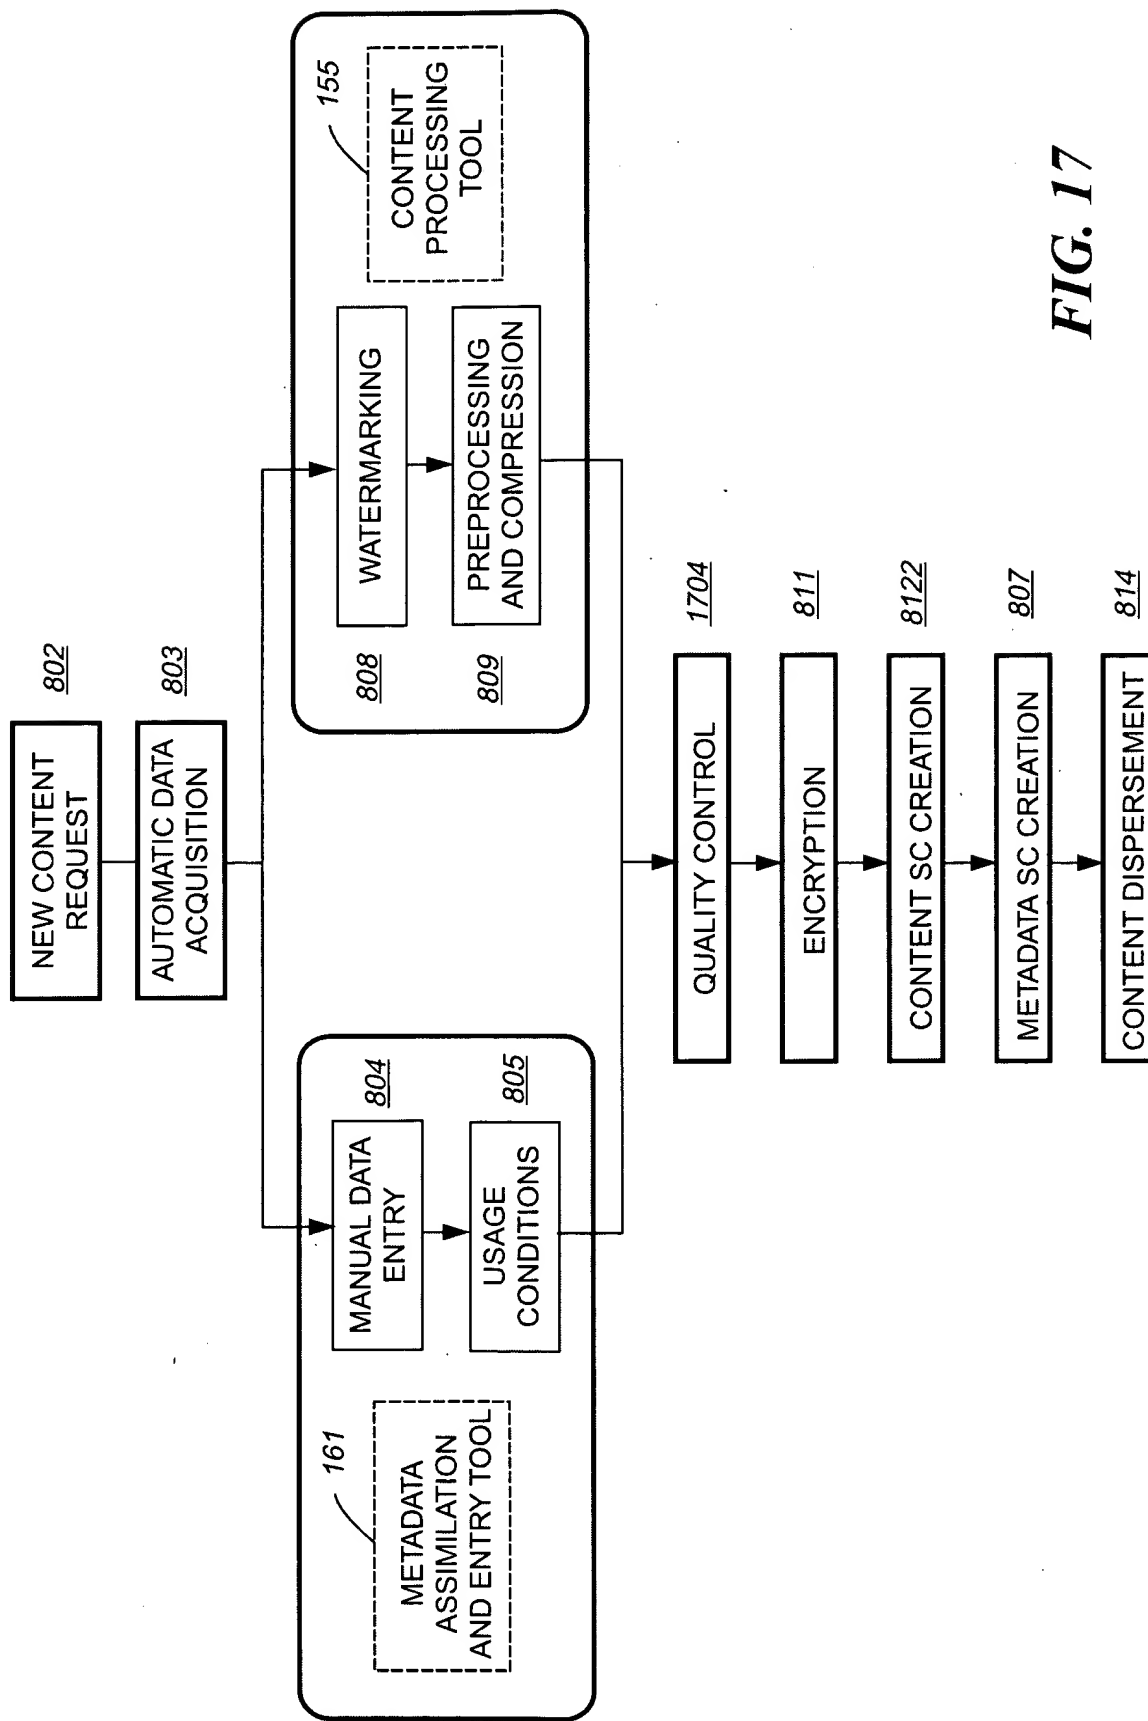 NEW CONTENT
REQUEST
802
AUTOMATIC DATA
ACQUISITION
803
161
METADATA
ASSIMILATION
AND ENTRY TOOL
MANUAL DATA
ENTRY
804
USAGE
CONDITIONS
805
808
WATERMARKING
809
PREPROCESSING
AND COMPRESSION
155
CONTENT
PROCESSING
TOOL
QUALITY CONTROL
1704
ENCRYPTION
811
CONTENT SC CREATION
8122
METADATA SC CREATION
807
CONTENT DISPERSEMENT
814
FIG. 17